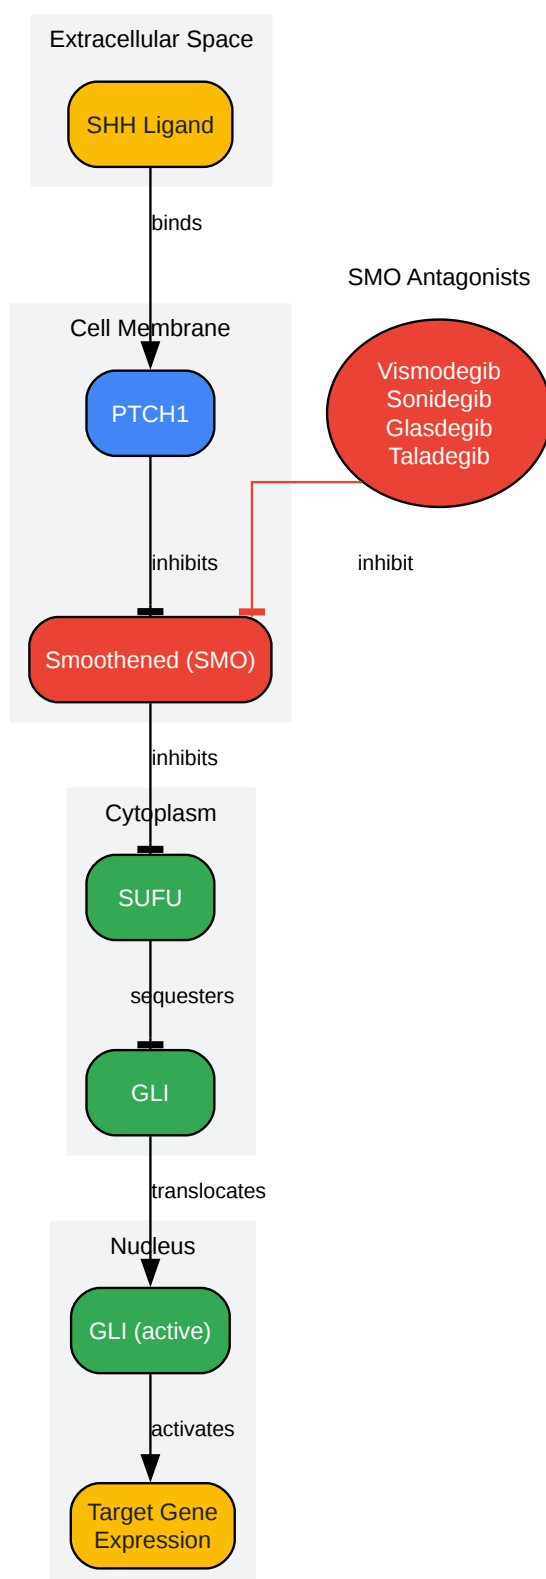 Extracellular Space
SHH Ligand
binds
SMO Antagonists
Cell Membrane
Vismodegib
Sonidegib
Glasdegib
Taladegib
PTCH1
inhibits
inhibit
Smoothened (SMO)
inhibits
Cytoplasm
SUFU
sequesters
GLI
translocates
Nucleus
GLI (active)
activates
Target Gene
Expression